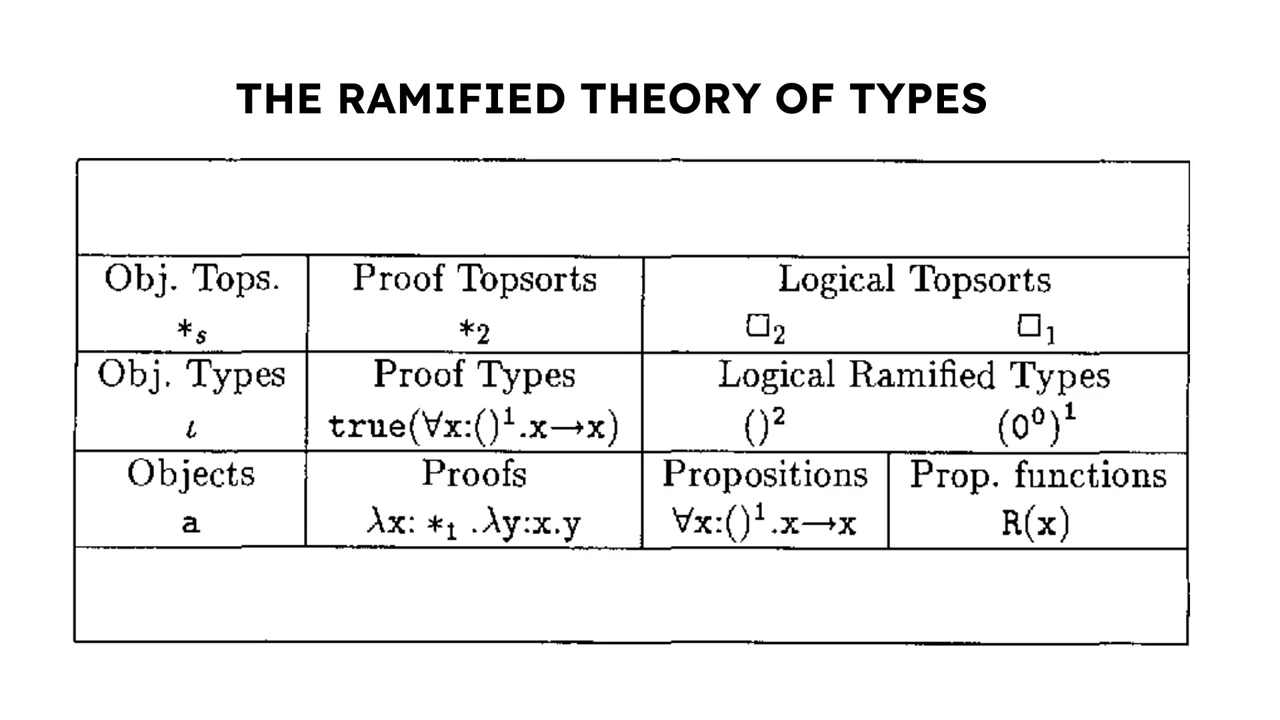 THE RAMIFIED THEORY OF TYPES
Obj. Tops. Proof Topsorts Logical Topsorts
*ₛ *₂ □₂ □₁
Obj. Types Proof Types Logical Ramified Types
ι true(∀x:()¹.x→x) ()² (0⁰)¹
Objects Proofs Propositions Prop. functions
a λx: *₁ .λy:x.y ∀x:()¹.x→x R(x)